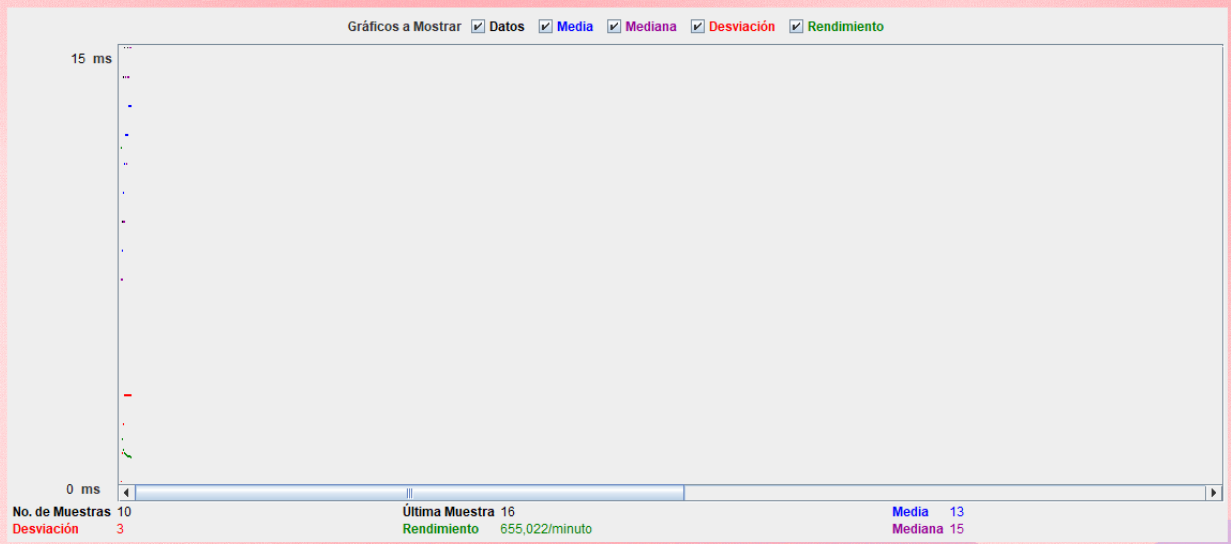 Gráficos a Mostrar Datos Media Mediana Desviación Rendimiento
15 ms
0 ms
No. de Muestras 10 Última Muestra 16 Media 13
Desviación 3 Rendimiento 655,022/minuto Mediana 15